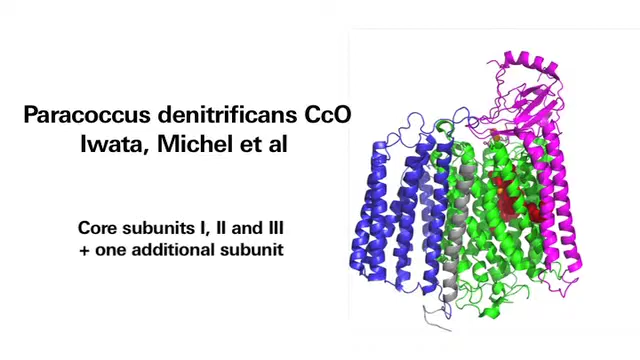 Paracoccus denitrificans CcO
Iwata, Michel et al
Core subunits I, II and III
+ one additional subunit